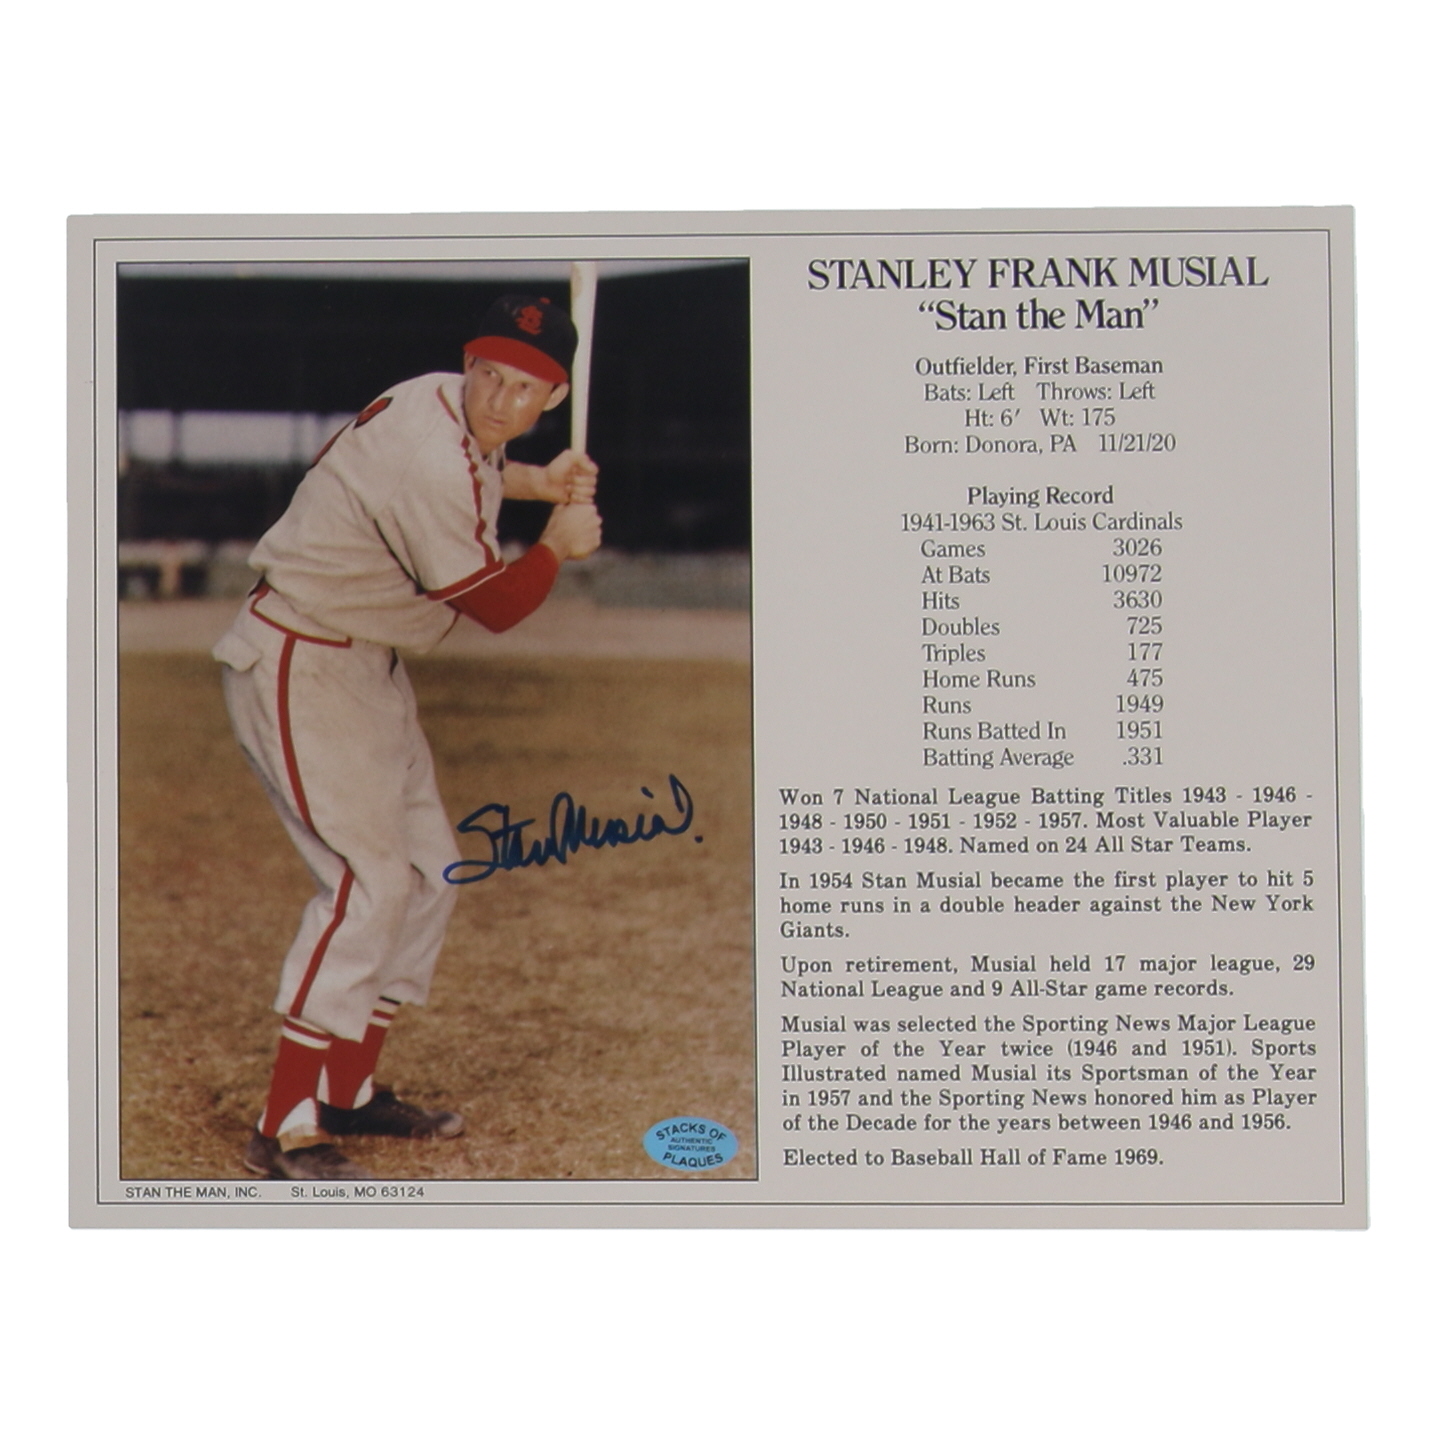 STANLEY FRANK MUSIAL
“Stan the Man”
Outfielder, First Baseman
Bats: Left Throws: Left
Ht: 6′ Wt: 175
Born: Donora, PA 11/21/20
Playing Record
1941-1963 St. Louis Cardinals
Games 3026
At Bats 10972
Hits 3630
Doubles 725
Triples 177
Home Runs 475
Runs 1949
Runs Batted In 1951
Batting Average .331
Won 7 National League Batting Titles 1943 - 1946 -
1948 - 1950 - 1951 - 1952 - 1957. Most Valuable Player
1943 - 1946 - 1948. Named on 24 All Star Teams.
In 1954 Stan Musial became the first player to hit 5
home runs in a double header against the New York
Giants.
Upon retirement, Musial held 17 major league, 29
National League and 9 All-Star game records.
Musial was selected the Sporting News Major League
Player of the Year twice (1946 and 1951). Sports
Illustrated named Musial its Sportsman of the Year
in 1957 and the Sporting News honored him as Player
of the Decade for the years between 1946 and 1956.
Elected to Baseball Hall of Fame 1969.
StL
Stan Musial.
STACKS OF
AUTHENTIC
SIGNATURES
PLAQUES
STAN THE MAN, INC. St. Louis, MO 63124